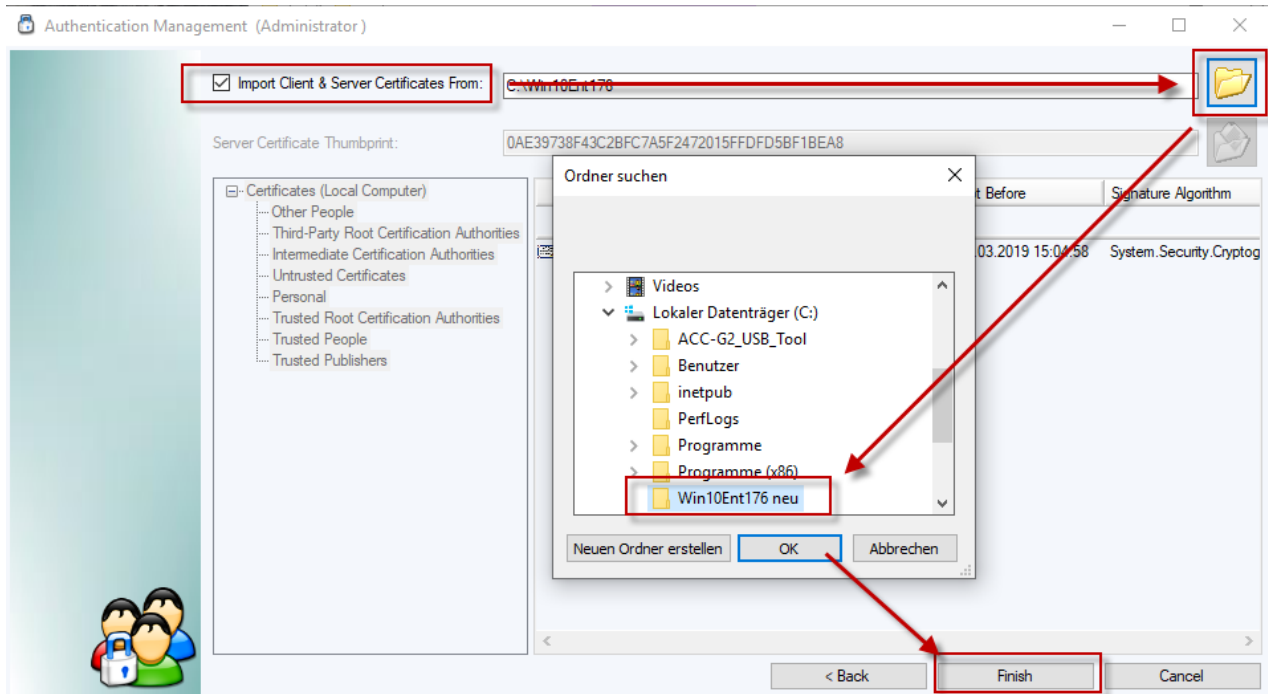 Authentication Management (Administrator )
Import Client & Server Certificates From:
C:\Win10Ent176
Server Certificate Thumbprint:
0AE39738F43C2BFC7A5F2472015FFDFD5BF1BEA8
Certificates (Local Computer)
Other People
Third-Party Root Certification Authorities
Intermediate Certification Authorities
Untrusted Certificates
Personal
Trusted Root Certification Authorities
Trusted People
Trusted Publishers
Ordner suchen
Videos
Lokaler Datenträger (C:)
ACC-G2_USB_Tool
Benutzer
inetpub
PerfLogs
Programme
Programme (x86)
Win10Ent176 neu
Neuen Ordner erstellen OK Abbrechen
t Before Signature Algorithm
.03.2019 15:04:58 System.Security.Cryptog
< Back Finish Cancel